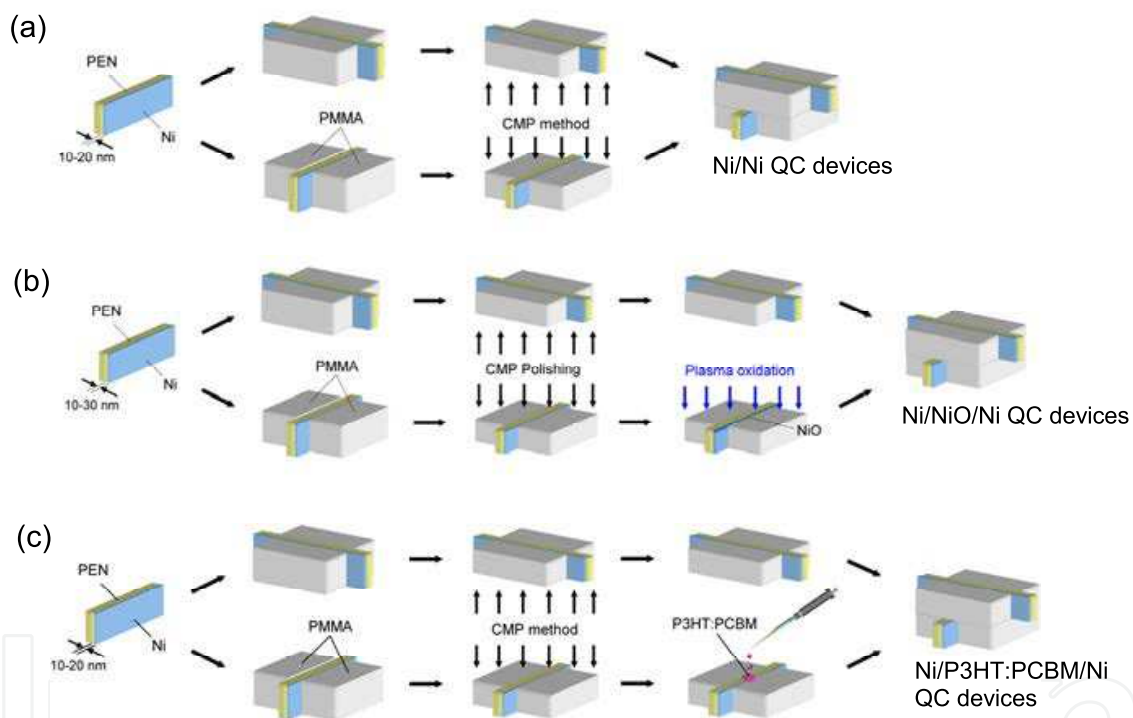 (a)
PEN
Ni
10-20 nm
PMMA
CMP method
Ni/Ni QC devices
(b)
PEN
Ni
10-30 nm
PMMA
CMP Polishing
Plasma oxidation
NiO
Ni/NiO/Ni QC devices
(c)
PEN
Ni
10-20 nm
PMMA
CMP method
P3HT:PCBM
Ni/P3HT:PCBM/Ni
QC devices